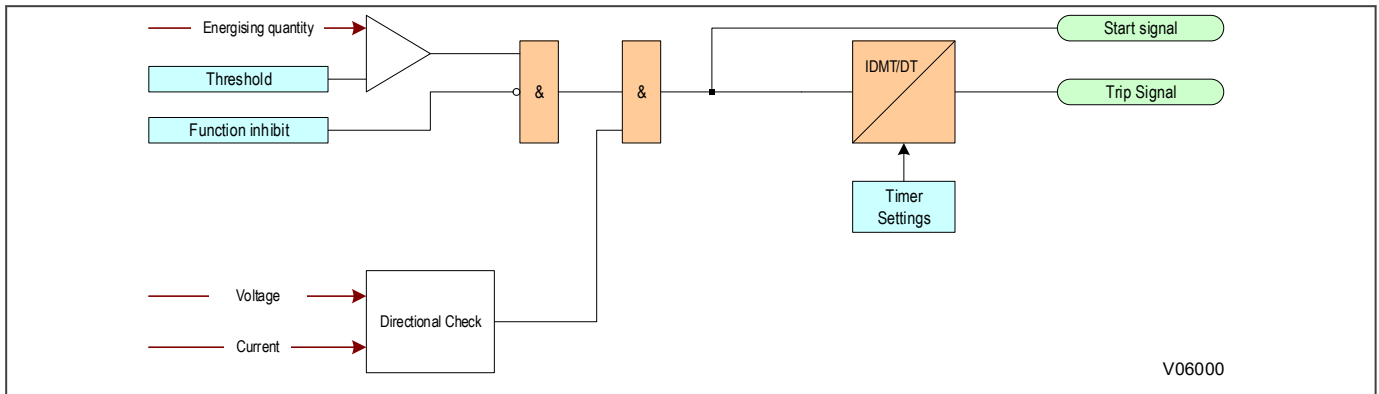 Energising quantity
Start signal
Threshold
&
&
IDMT/DT
Trip Signal
Function inhibit
Timer
Settings
Voltage
Directional Check
Current
V06000